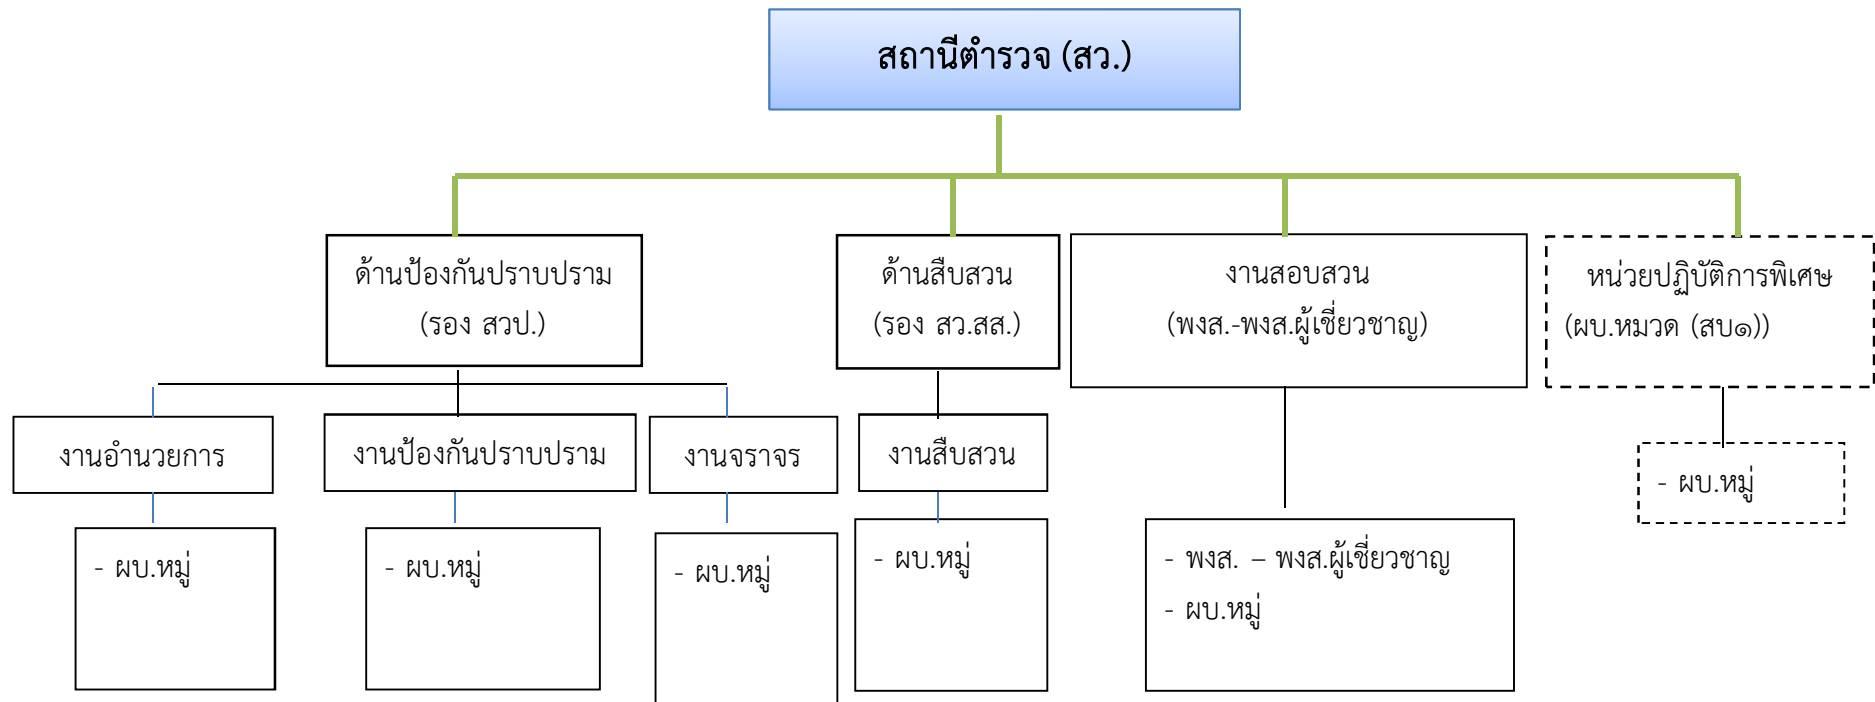 สถานีตำรวจ (สว.)
ด้านป้องกันปราบปราม
(รอง สวป.)
ด้านสืบสวน
(รอง สว.สส.)
งานสอบสวน
(พงส.-พงส.ผู้เชี่ยวชาญ)
หน่วยปฏิบัติการพิเศษ
(ผบ.หมวด (สบ๑))
งานอำนวยการ
งานป้องกันปราบปราม
งานจราจร
งานสืบสวน
- ผบ.หมู่
- ผบ.หมู่
- ผบ.หมู่
- ผบ.หมู่
- พงส. – พงส.ผู้เชี่ยวชาญ
- ผบ.หมู่
- ผบ.หมู่